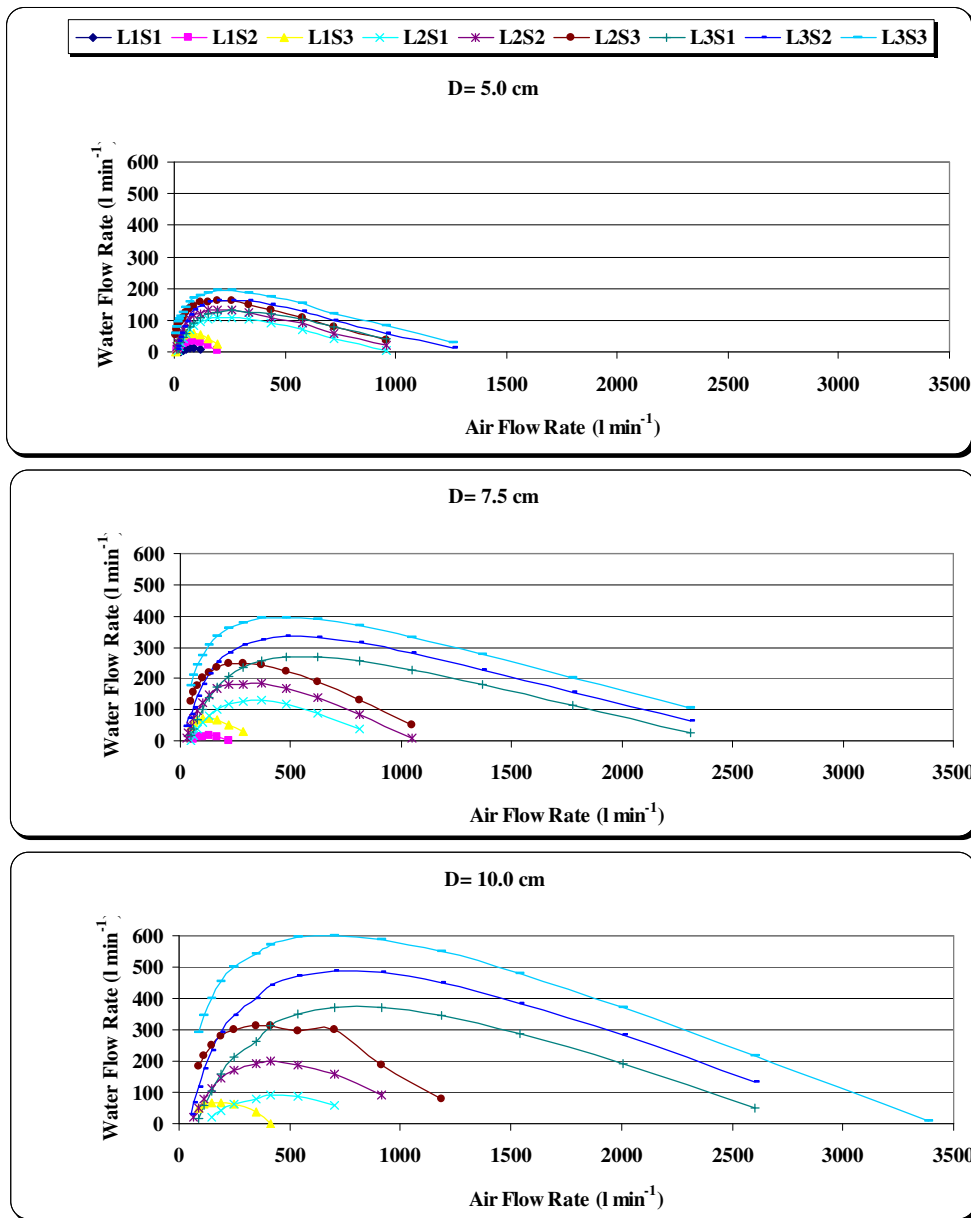 L1S1 L1S2 L1S3 L2S1 L2S2 L2S3 L3S1 L3S2 L3S3
D= 5.0 cm
Water Flow Rate (l min-1)
600
500
400
300
200
100
0
0 500 1000 1500 2000 2500 3000 3500
Air Flow Rate (l min-1)
D= 7.5 cm
Water Flow Rate (l min-1)
600
500
400
300
200
100
0
0 500 1000 1500 2000 2500 3000 3500
Air Flow Rate (l min-1)
D= 10.0 cm
Water Flow Rate (l min-1)
600
500
400
300
200
100
0
0 500 1000 1500 2000 2500 3000 3500
Air Flow Rate (l min-1)